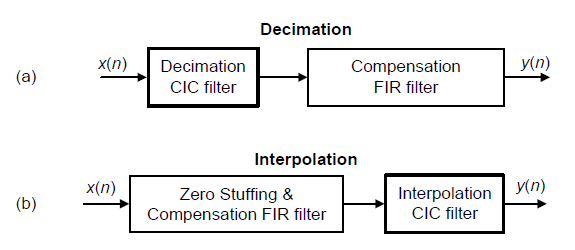 Decimation
(a)
x(n)
Decimation
CIC filter
Compensation
FIR filter
y(n)
Interpolation
(b)
x(n)
Zero Stuffing &
Compensation FIR filter
Interpolation
CIC filter
y(n)